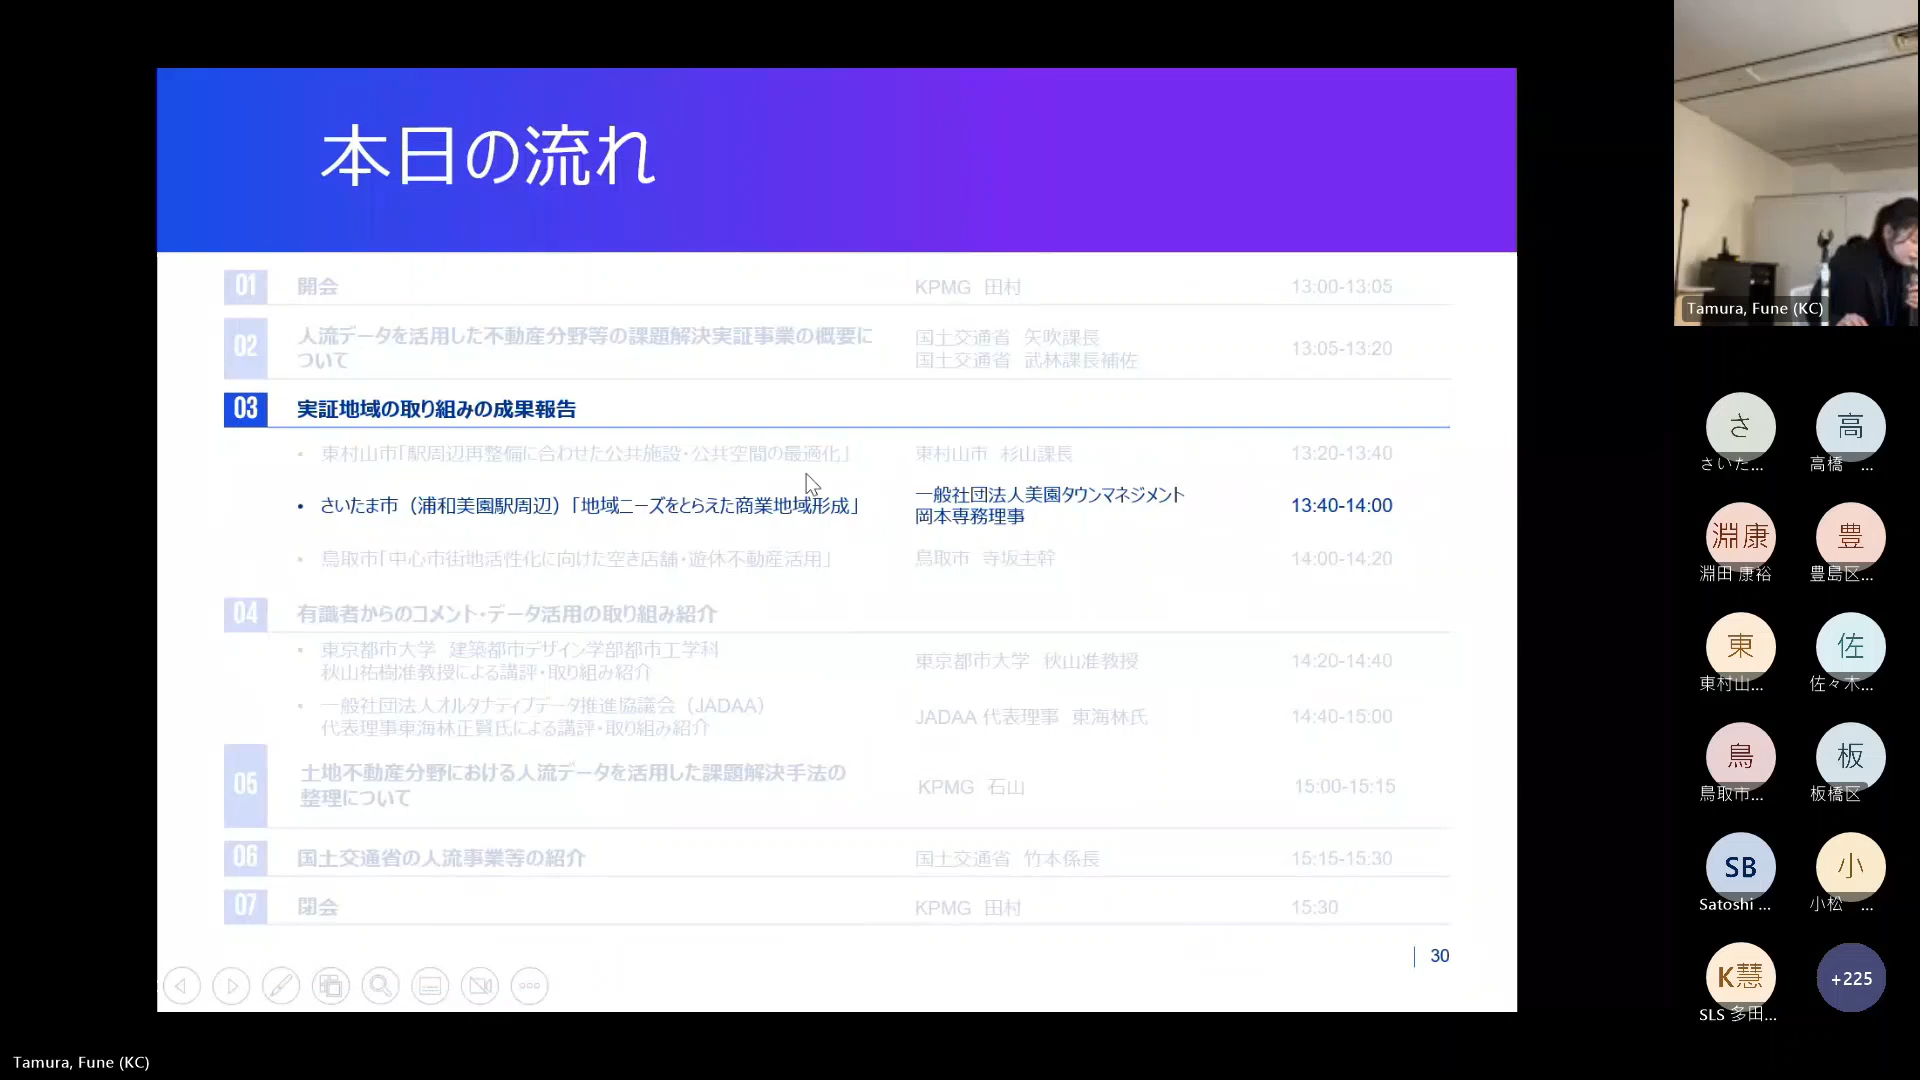 本日の流れ
01 開会 KPMG 田村 13:00-13:05
02 人流データを活用した不動産分野等の課題解決実証事業の概要に
ついて
国土交通省 矢吹課長
国土交通省 武林課長補佐
13:05-13:20
03 実証地域の取り組みの成果報告
• 東村山市「駅周辺再整備に合わせた公共施設・公共空間の最適化」 東村山市 杉山課長 13:20-13:40
• さいたま市（浦和美園駅周辺）「地域ニーズをとらえた商業地域形成」
一般社団法人美園タウンマネジメント
岡本専務理事
13:40-14:00
• 鳥取市「中心市街地活性化に向けた空き店舗・遊休不動産活用」 鳥取市 寺坂主幹 14:00-14:20
04 有識者からのコメント・データ活用の取り組み紹介
• 東京都市大学 建築都市デザイン学部都市工学科
秋山祐樹准教授による講評・取り組み紹介
東京都市大学 秋山准教授 14:20-14:40
• 一般社団法人オルタナティブデータ推進協議会（JADAA）
代表理事東海林正賢氏による講評・取り組み紹介
JADAA 代表理事 東海林氏 14:40-15:00
05 土地不動産分野における人流データを活用した課題解決手法の
整理について
KPMG 石山 15:00-15:15
06 国土交通省の人流事業等の紹介 国土交通省 竹本係長 15:15-15:30
07 閉会 KPMG 田村 15:30
30
Tamura, Fune (KC)
さ
さいた...
高
高橋 ...
淵康
淵田 康裕
豊
豊島区...
東
東村山...
佐
佐々木...
鳥
鳥取市...
板
板橋区
SB
Satoshi ...
小
小松 ...
K慧
SLS 多田...
+225
Tamura, Fune (KC)